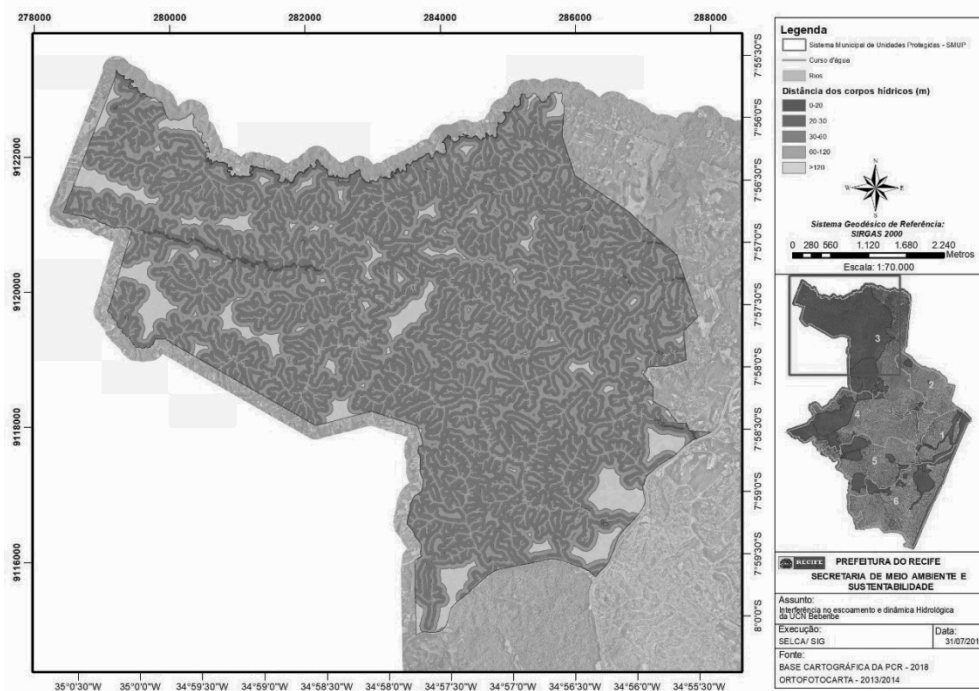 278000 280000 282000 284000 286000 288000
9122000
9120000
9118000
9116000
7°55'30"S
7°56'0"S
7°56'30"S
7°57'0"S
7°57'30"S
7°58'0"S
7°58'30"S
7°59'0"S
7°59'30"S
8°0'0"S
35°0'30"W 35°0'0"W 34°59'30"W 34°59'0"W 34°58'30"W 34°58'0"W 34°57'30"W 34°57'0"W 34°56'30"W 34°56'0"W 34°55'30"W
Legenda
Sistema Municipal de Unidades Protegidas - SMUP
Curso d'água
Rios
Distância dos corpos hídricos (m)
0-20
20-30
30-60
60-120
>120
N
W E
S
Sistema Geodésico de Referência:
SIRGAS 2000
0 280 560 1.120 1.680 2.240
Metros
Escala: 1:70.000
3
2
4
1
5
6
RECIFE PREFEITURA DO RECIFE
SECRETARIA DE MEIO AMBIENTE E
SUSTENTABILIDADE
Assunto:
Interferência no escoamento e dinâmica Hidrológica
da UCN Beberibe
Execução:
SELCA/ SIG
Data:
31/07/201
Fonte:
BASE CARTOGRÁFICA DA PCR - 2018
ORTOFOTOCARTA - 2013/2014